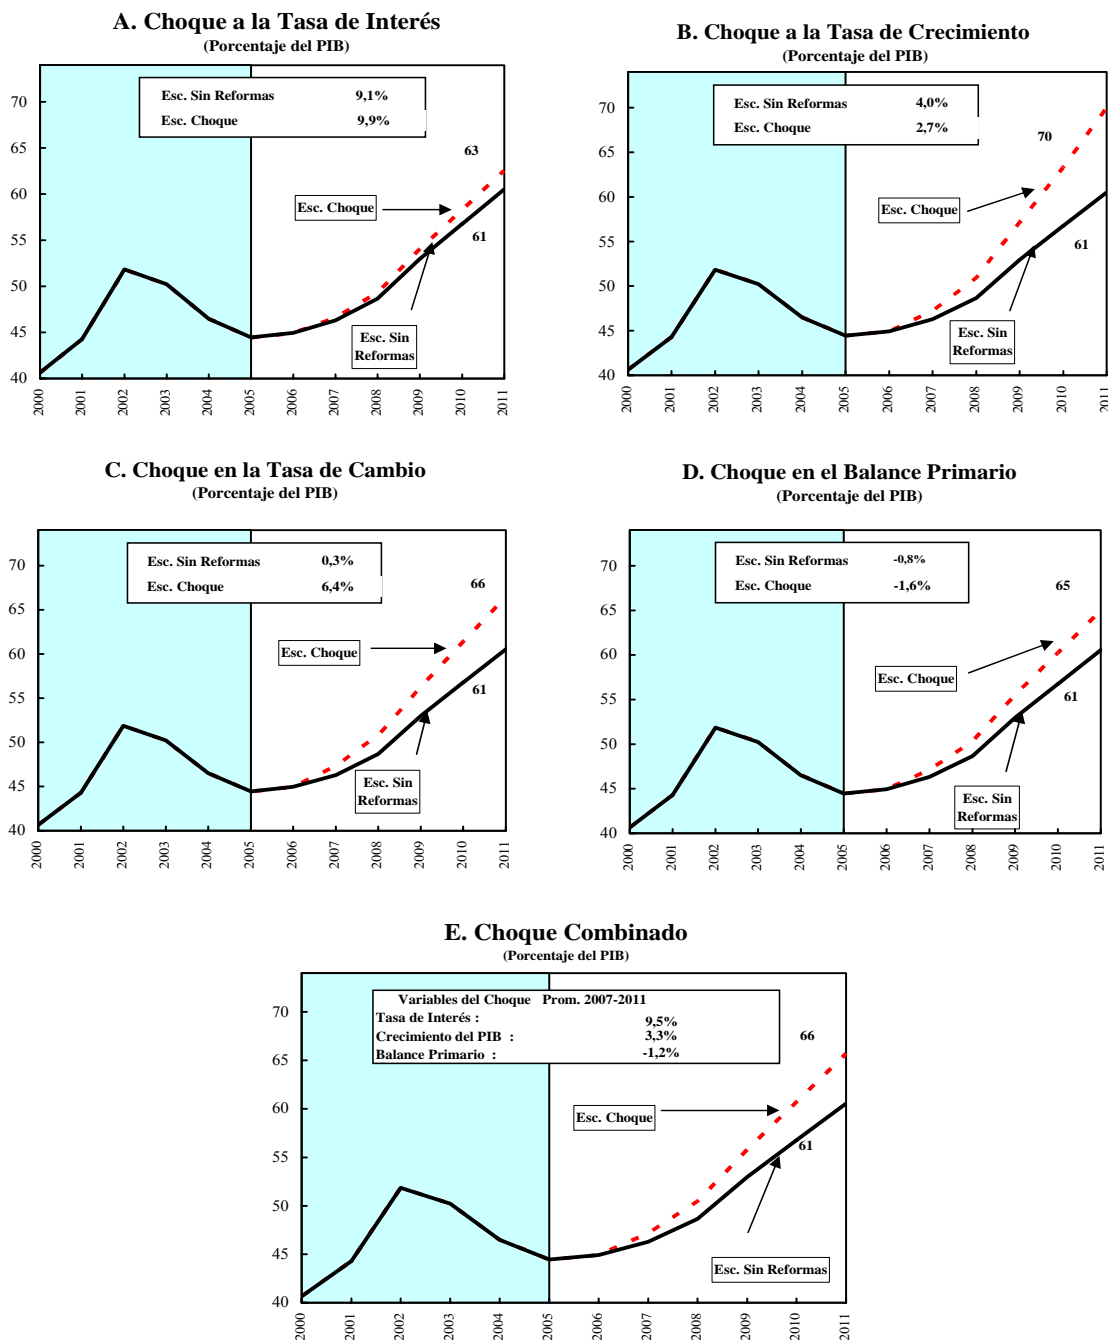 A. Choque a la Tasa de Interés
(Porcentaje del PIB)
Esc. Sin Reformas 9,1%
Esc. Choque 9,9%
70
65
60
55
50
45
40
63
Esc. Choque
61
Esc. Sin
Reformas
2000 2001 2002 2003 2004 2005 2006 2007 2008 2009 2010 2011
B. Choque a la Tasa de Crecimiento
(Porcentaje del PIB)
Esc. Sin Reformas 4,0%
Esc. Choque 2,7%
70
65
60
55
50
45
40
70
Esc. Choque
61
Esc. Sin
Reformas
2000 2001 2002 2003 2004 2005 2006 2007 2008 2009 2010 2011
C. Choque en la Tasa de Cambio
(Porcentaje del PIB)
Esc. Sin Reformas 0,3%
Esc. Choque 6,4%
70
65
60
55
50
45
40
66
Esc. Choque
61
Esc. Sin
Reformas
2000 2001 2002 2003 2004 2005 2006 2007 2008 2009 2010 2011
D. Choque en el Balance Primario
(Porcentaje del PIB)
Esc. Sin Reformas -0,8%
Esc. Choque -1,6%
70
65
60
55
50
45
40
65
Esc. Choque
61
Esc. Sin
Reformas
2000 2001 2002 2003 2004 2005 2006 2007 2008 2009 2010 2011
E. Choque Combinado
(Porcentaje del PIB)
Variables del Choque Prom. 2007-2011
Tasa de Interés : 9,5%
Crecimiento del PIB : 3,3%
Balance Primario : -1,2%
70
65
60
55
50
45
40
66
Esc. Choque
61
Esc. Sin Reformas
2000 2001 2002 2003 2004 2005 2006 2007 2008 2009 2010 2011